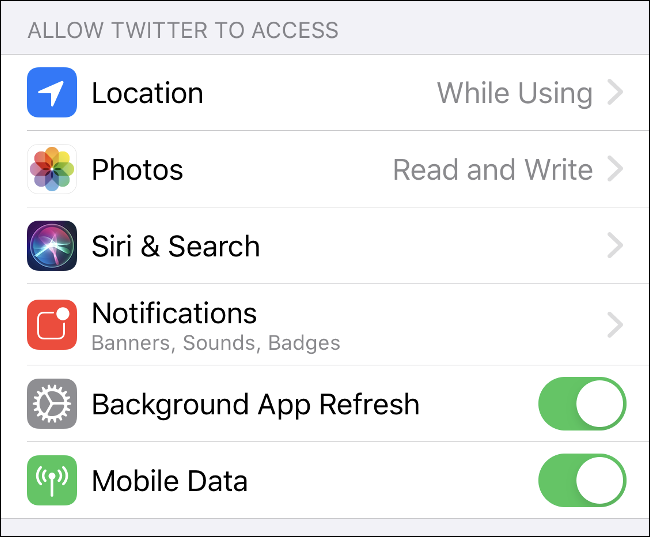 ALLOW TWITTER TO ACCESS
Location While Using
Photos Read and Write
Siri & Search
Notifications
Banners, Sounds, Badges
Background App Refresh
Mobile Data